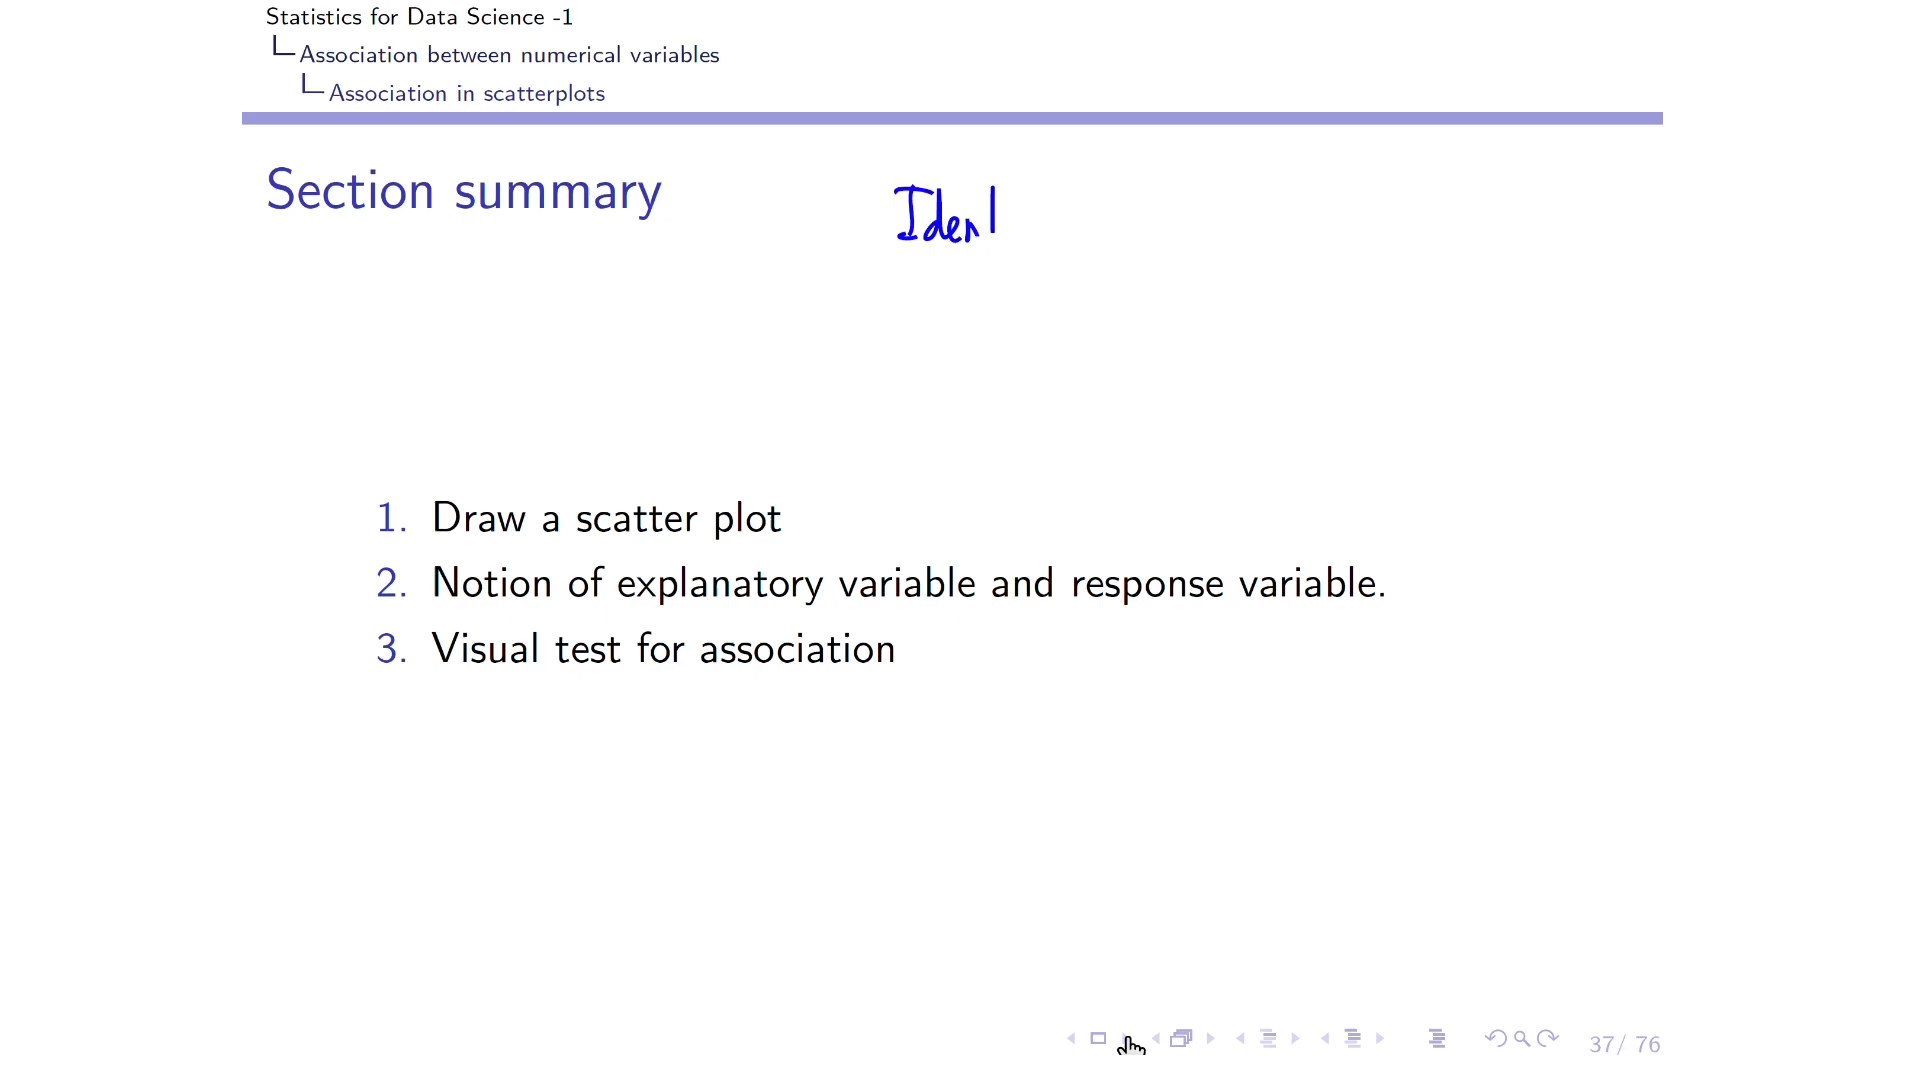 Statistics for Data Science -1
Association between numerical variables
Association in scatterplots
Section summary
Iden
1. Draw a scatter plot
2. Notion of explanatory variable and response variable.
3. Visual test for association
37/ 76